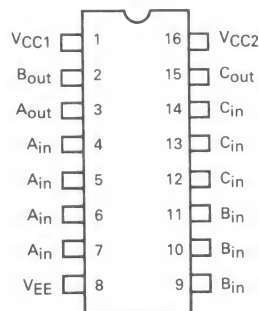 VCC1 1 16 VCC2
Bout 2 15 Cout
Aout 3 14 Cin
Ain 4 13 Cin
Ain 5 12 Cin
Ain 6 11 Bin
Ain 7 10 Bin
VEE 8 9 Bin